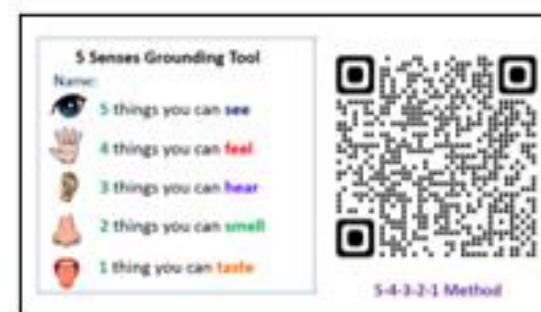 5 Senses Grounding Tool
Name:
5 things you can see
4 things you can feel
3 things you can hear
2 things you can smell
1 thing you can taste
5-4-3-2-1 Method